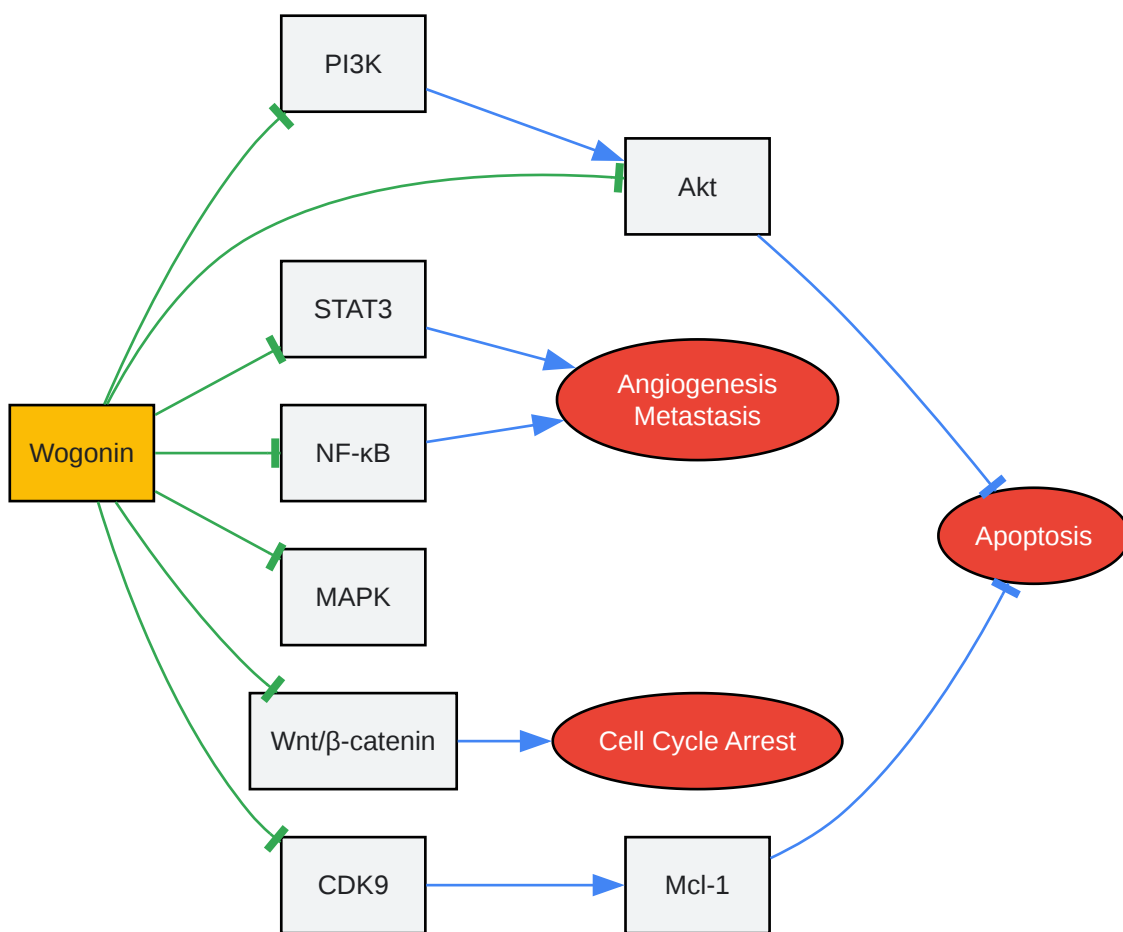 PI3K
Akt
STAT3
Angiogenesis
Metastasis
Wogonin
NF-κB
Apoptosis
MAPK
Wnt/β-catenin
Cell Cycle Arrest
CDK9
Mcl-1